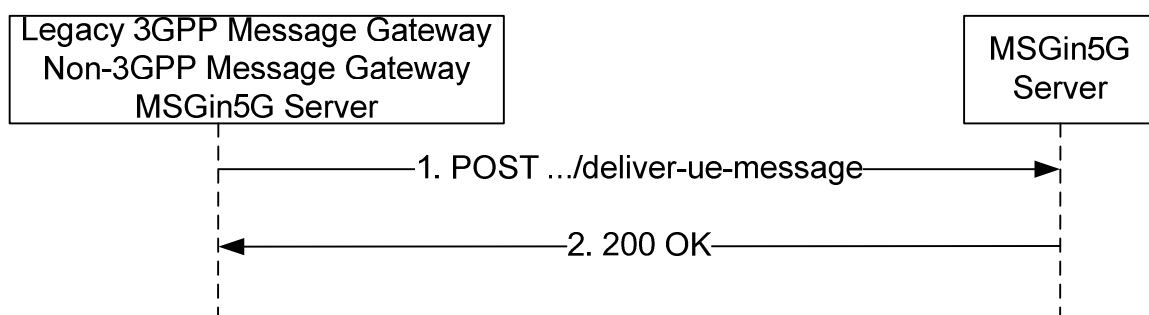 Legacy 3GPP Message Gateway
Non-3GPP Message Gateway
MSGin5G Server
MSGin5G
Server
1. POST .../deliver-ue-message
2. 200 OK